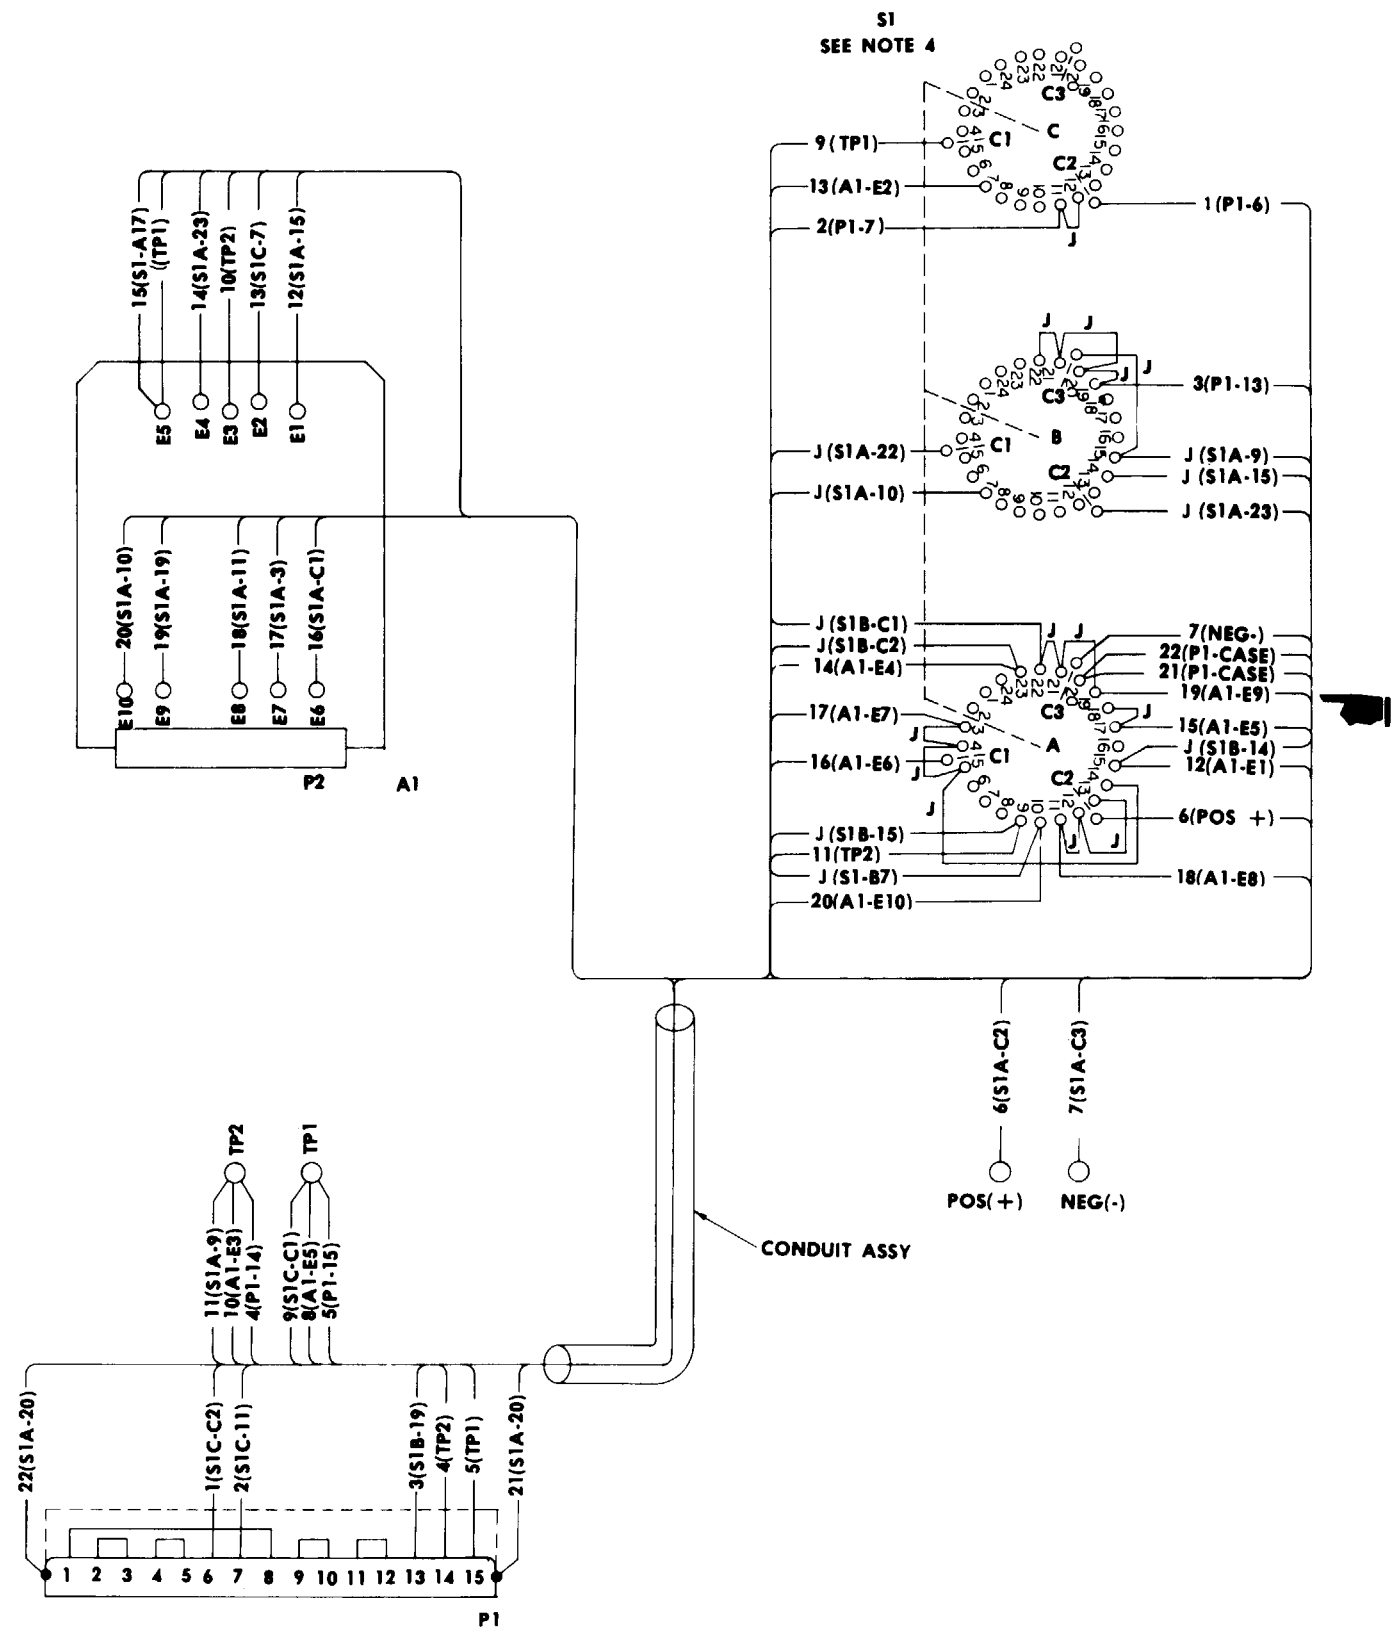 S1
SEE NOTE 4
C3
C
C1
C2
9(TP1)
13(A1-E2)
2(P1-7)
1(P1-6)
J
15(S1-A17)
((TP1)
14(S1A-23)
10(TP2)
13(S1C-7)
12(S1A-15)
E5
E4
E3
E2
E1
J
J
J
J
3(P1-13)
C3
B
C1
C2
J(S1A-22)
J(S1A-10)
J (S1A-9)
J (S1A-15)
J (S1A-23)
20(S1A-10)
19(S1A-19)
18(S1A-11)
17(S1A-3)
16(S1A-C1)
E10
E9
E8
E7
E6
P2
A1
J (S1B-C1)
J(S1B-C2)
14(A1-E4)
17(A1-E7)
16(A1-E6)
J (S1B-15)
11(TP2)
J (S1-B7)
20(A1-E10)
J
J
J
J
J
J
J
J
C3
A
C1
C2
7(NEG-)
22(P1-CASE)
21(P1-CASE)
19(A1-E9)
15(A1-E5)
J (S1B-14)
12(A1-E1)
6(POS +)
18(A1-E8)
6(S1A-C2)
7(S1A-C3)
POS(+)
NEG(-)
CONDUIT ASSY
TP2
TP1
11(S1A-9)
10(A1-E3)
4(P1-14)
9(S1C-C1)
8(A1-E5)
5(P1-15)
22(S1A-20)
1(S1C-C2)
2(S1C-11)
3(S1B-19)
4(TP2)
5(TP1)
21(S1A-20)
1 2 3 4 5 6 7 8 9 10 11 12 13 14 15
P1